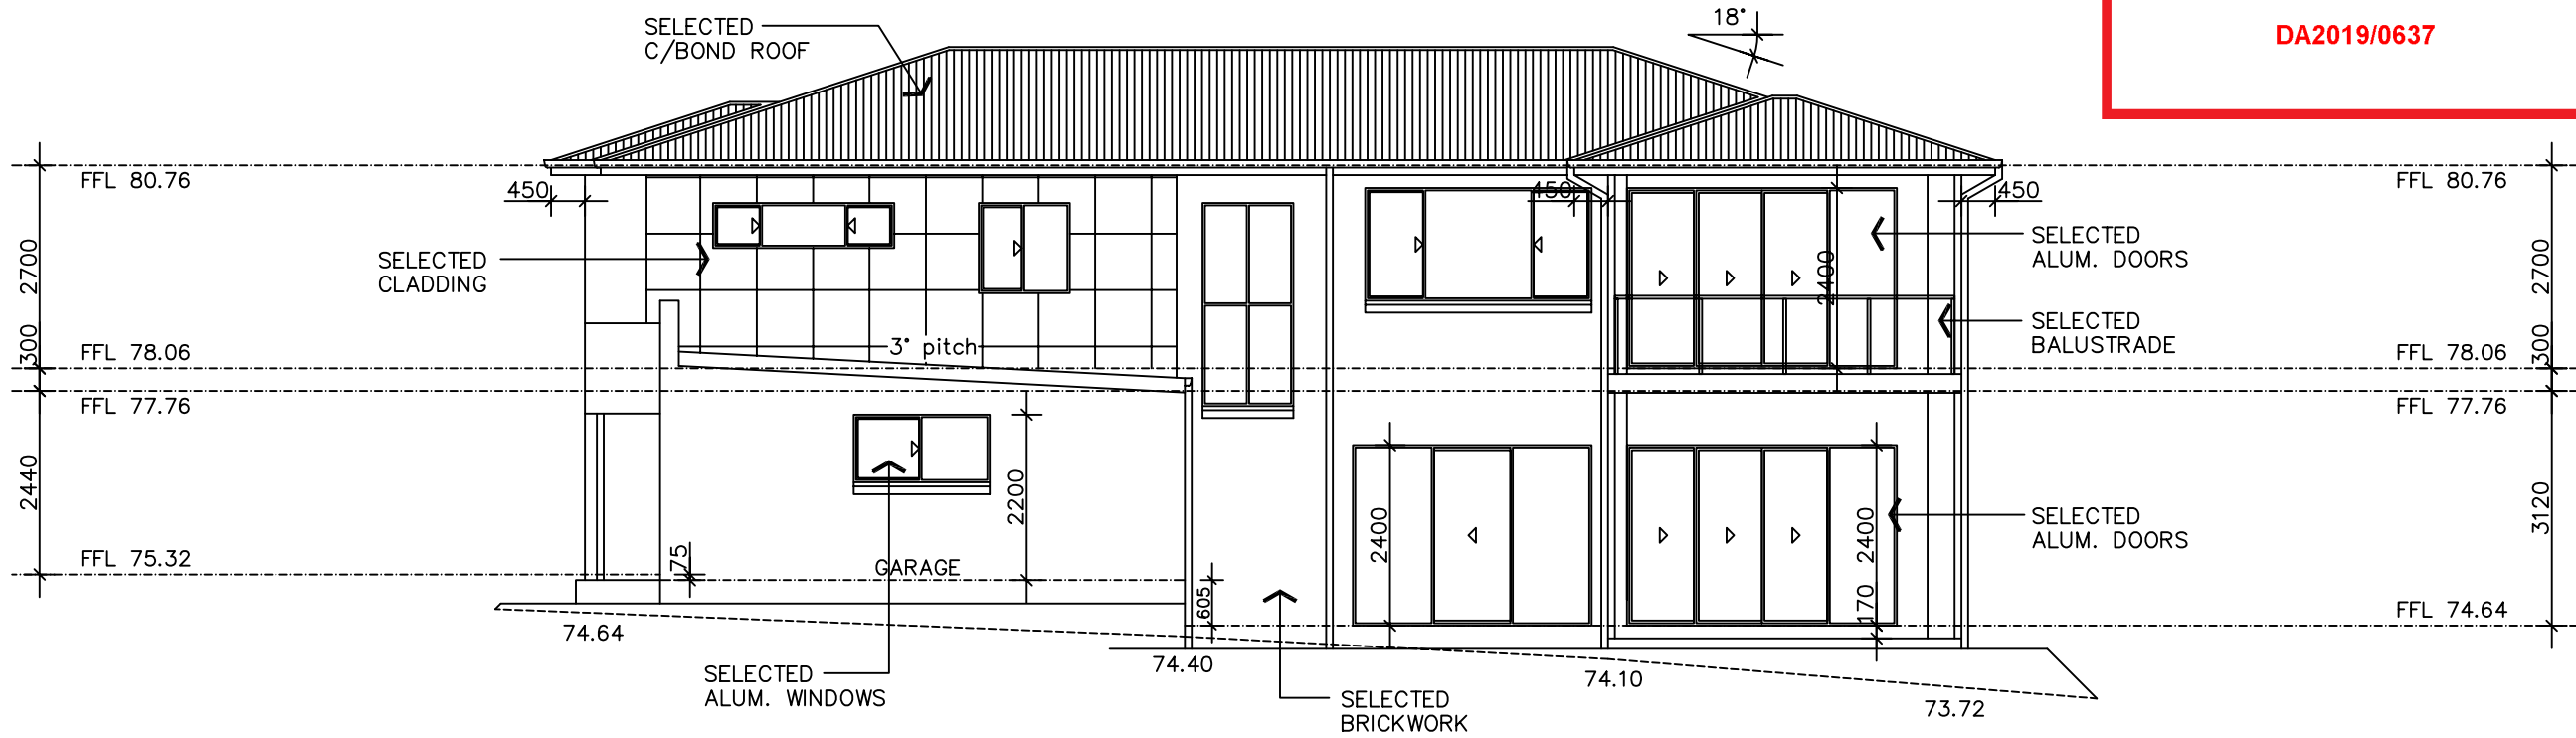 SELECTED
C/BOND ROOF
18°
DA2019/0637
FFL 80.76
FFL 80.76
450
450
450
2700
SELECTED
CLADDING
2400
SELECTED
ALUM. DOORS
2700
300
FFL 78.06
3° pitch
SELECTED
BALUSTRADE
FFL 78.06
300
FFL 77.76
FFL 77.76
2440
2200
2400
2400
SELECTED
ALUM. DOORS
3120
FFL 75.32
75
GARAGE
605
170
FFL 74.64
74.64
74.40
74.10
73.72
SELECTED
ALUM. WINDOWS
SELECTED
BRICKWORK